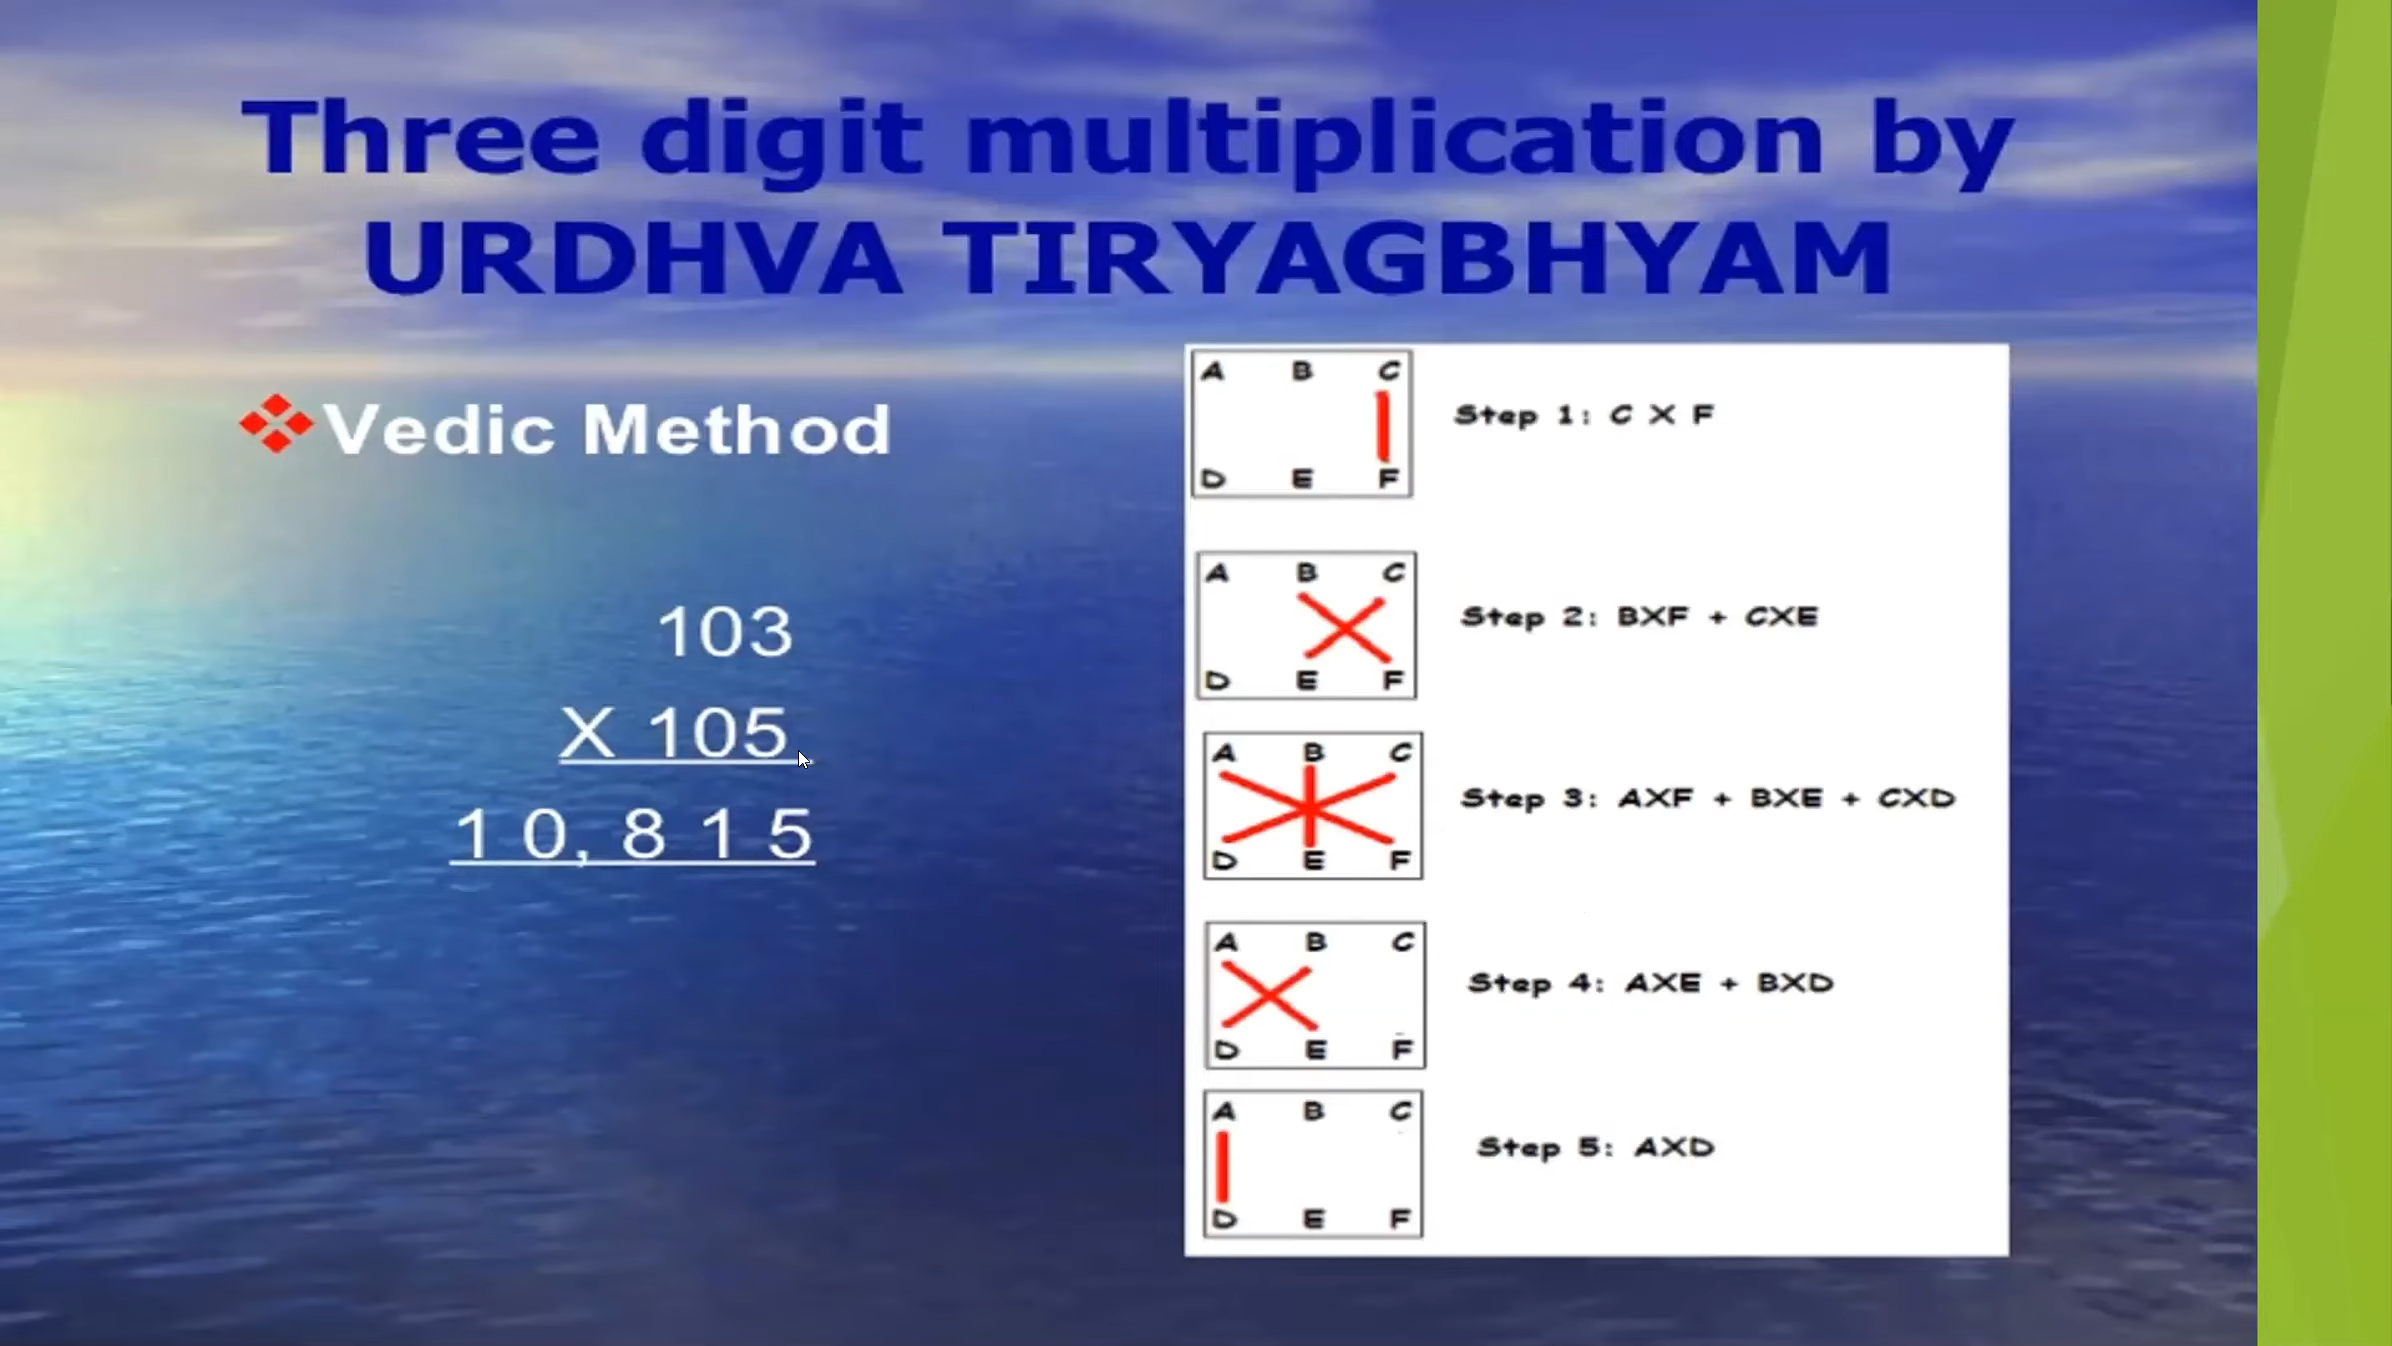 Three digit multiplication by
URDHVA TIRYAGBHYAM
Vedic Method
103
X 105
1 0, 8 1 5
A B C
D E F
Step 1: C X F
A B C
D E F
Step 2: BXF + CXE
A B C
D E F
Step 3: AXF + BXE + CXD
A B C
D E F
Step 4: AXE + BXD
A B C
D E F
Step 5: AXD